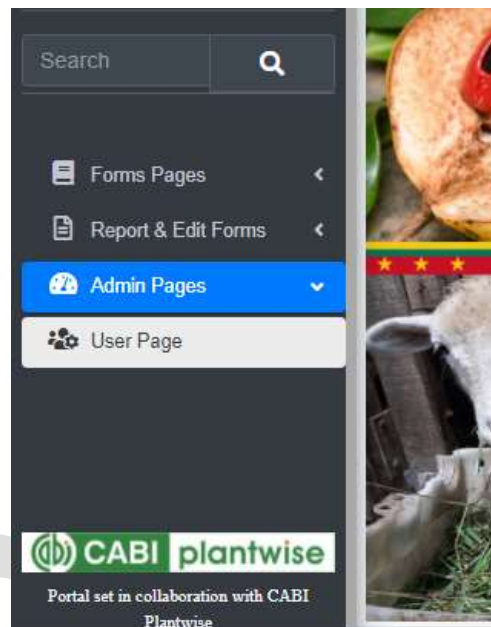 Search
Forms Pages
Report & Edit Forms
Admin Pages
User Page
CABI plantwise
Portal set in collaboration with CABI
Plantwise